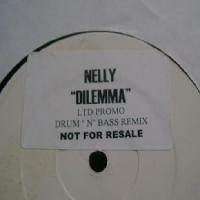 NELLY
"DILEMMA"
LTD PROMO
DRUM ' N' BASS REMIX
NOT FOR RESALE